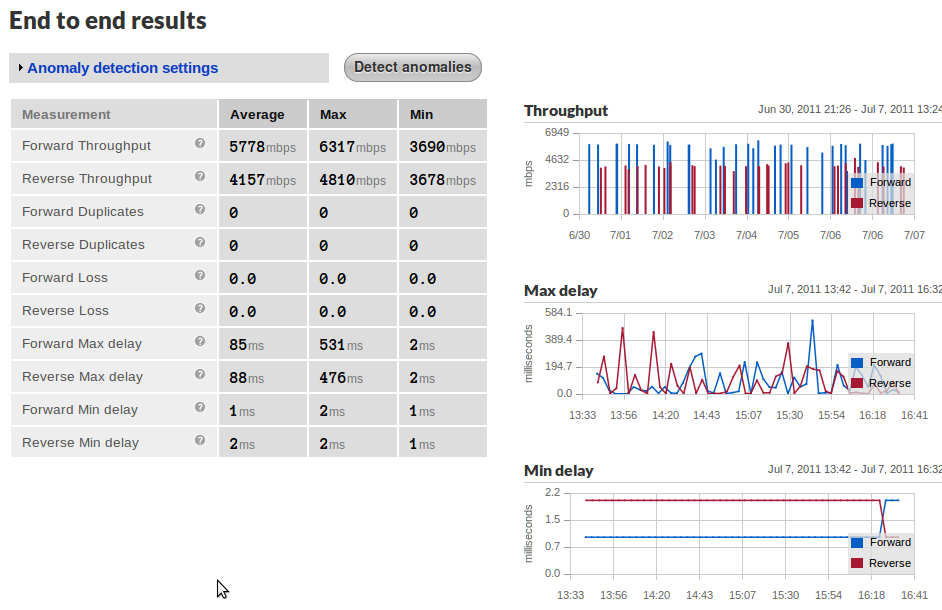 End to end results
Anomaly detection settings
Detect anomalies
Measurement Average Max Min
Forward Throughput ? 5778mbps 6317mbps 3690mbps
Reverse Throughput ? 4157mbps 4810mbps 3678mbps
Forward Duplicates ? 0 0 0
Reverse Duplicates ? 0 0 0
Forward Loss ? 0.0 0.0 0.0
Reverse Loss ? 0.0 0.0 0.0
Forward Max delay ? 85ms 531ms 2ms
Reverse Max delay ? 88ms 476ms 2ms
Forward Min delay ? 1ms 2ms 1ms
Reverse Min delay ? 2ms 2ms 1ms
Throughput Jun 30, 2011 21:26 - Jul 7, 2011 13:24
mbps
6949
4632
2316
0
Forward
Reverse
6/30 7/01 7/02 7/03 7/04 7/05 7/06 7/06 7/07
Max delay Jul 7, 2011 13:42 - Jul 7, 2011 16:32
milliseconds
584.1
389.4
194.7
0.0
Forward
Reverse
13:33 13:56 14:20 14:43 15:07 15:30 15:54 16:18 16:41
Min delay Jul 7, 2011 13:42 - Jul 7, 2011 16:32
milliseconds
2.2
1.5
0.7
0.0
Forward
Reverse
13:33 13:56 14:20 14:43 15:07 15:30 15:54 16:18 16:41